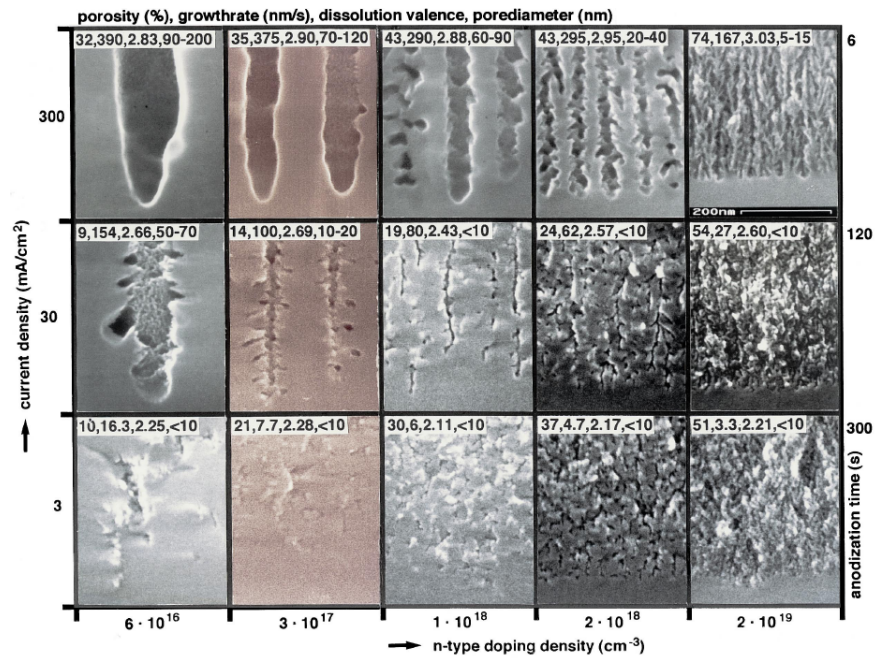 porosity (%), growthrate (nm/s), dissolution valence, porediameter (nm)
32,390,2.83,90-200
35,375,2.90,70-120
43,290,2.88,60-90
43,295,2.95,20-40
74,167,3.03,5-15
6
300
200nm
9,154,2.66,50-70
14,100,2.69,10-20
19,80,2.43,<10
24,62,2.57,<10
54,27,2.60,<10
120
30
current density (mA/cm²)
10,16.3,2.25,<10
21,7.7,2.28,<10
30,6,2.11,<10
37,4.7,2.17,<10
51,3.3,2.21,<10
300
3
anodization time (s)
6 · 10¹⁶
3 · 10¹⁷
1 · 10¹⁸
2 · 10¹⁸
2 · 10¹⁹
n-type doping density (cm⁻³)